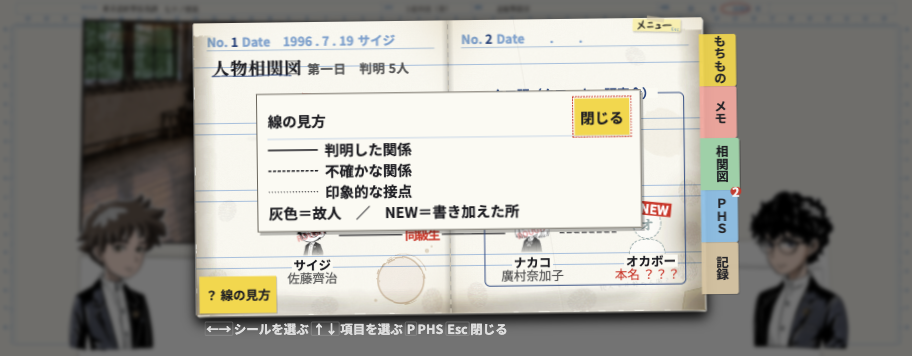 メニュー
No. 1 Date 1996 . 7 . 19 サイジ
No. 2 Date . .
人物相関図 第一日 判明 5人
線の見方
閉じる
判明した関係
不確かな関係
印象的な接点
灰色＝故人 ／ NEW＝書き加えた所
NEW
同級生
サイジ
佐藤齊治
ナカコ
廣村奈加子
オカボー
本名 ？？？
？ 線の見方
もちもの
メモ
相関図
2
PHS
記録
←→ シールを選ぶ ↑↓ 項目を選ぶ P PHS Esc 閉じる